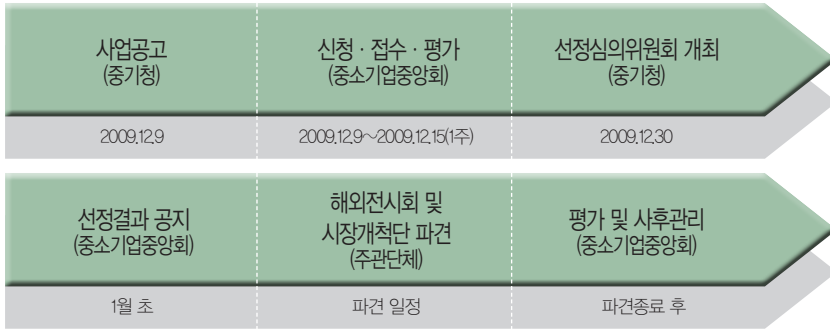 사업공고
(중기청)
신청 · 접수 · 평가
(중소기업중앙회)
선정심의위원회 개최
(중기청)
2009.12.9
2009.12.9~2009.12.15(1주)
2009.12.30
선정결과 공지
(중소기업중앙회)
해외전시회 및
시장개척단 파견
(주관단체)
평가 및 사후관리
(중소기업중앙회)
1월 초
파견 일정
파견종료 후